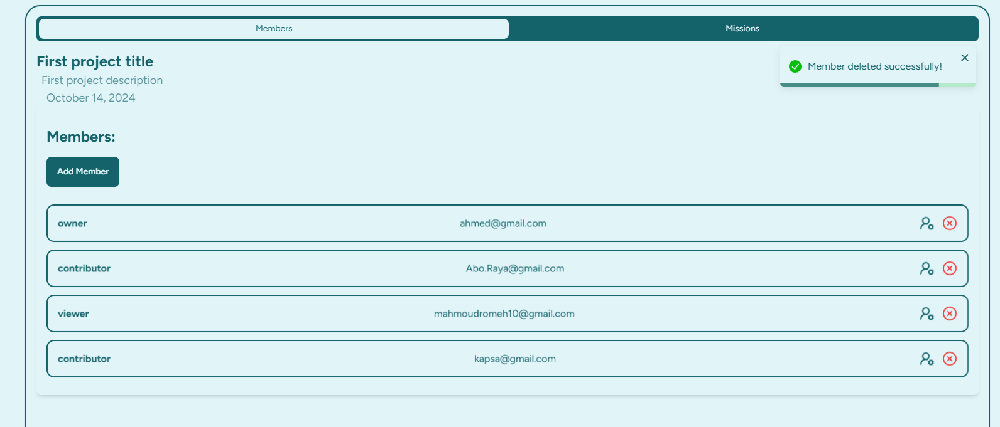 Members
Missions
First project title
First project description
October 14, 2024
Member deleted successfully!
Members:
Add Member
owner
ahmed@gmail.com
contributor
Abo.Raya@gmail.com
viewer
mahmoudromeh10@gmail.com
contributor
kapsa@gmail.com